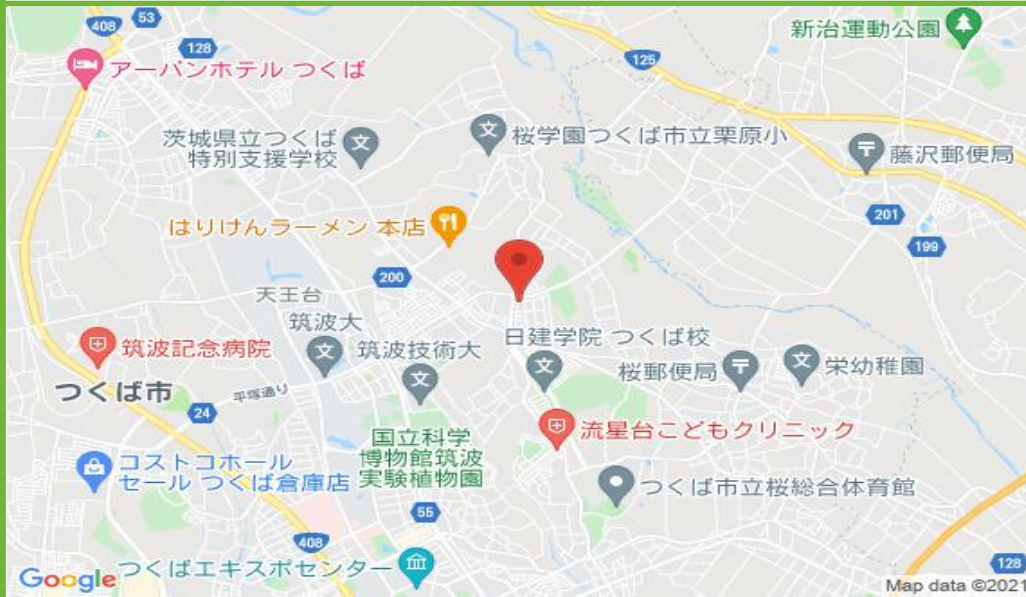 408
53
128
新治運動公園
125
アーバンホテル つくば
茨城県立つくば
特別支援学校
桜学園つくば市立栗原小
藤沢郵便局
はりけんラーメン 本店
201
199
200
天王台
筑波大
筑波技術大
日建学院 つくば校
筑波記念病院
桜郵便局
栄幼稚園
つくば市
平塚通り
24
流星台こどもクリニック
国立科学
博物館筑波
実験植物園
コストコホール
セール つくば倉庫店
つくば市立桜総合体育館
55
408
つくばエキスポセンター
128
Google
Map data ©2021